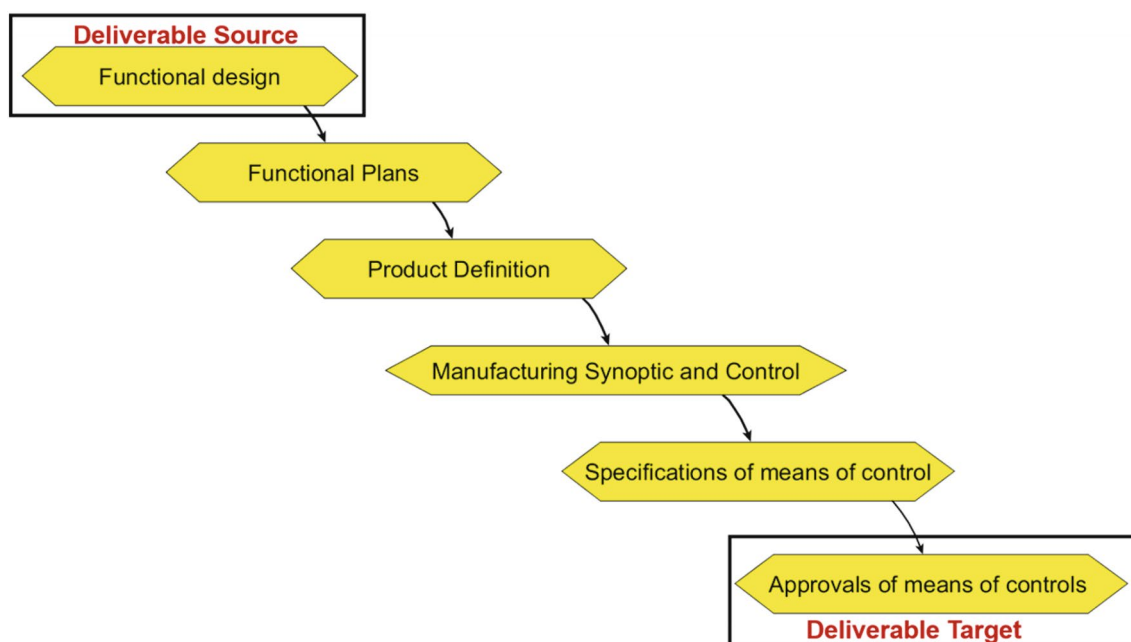 Deliverable Source
Functional design
Functional Plans
Product Definition
Manufacturing Synoptic and Control
Specifications of means of control
Approvals of means of controls
Deliverable Target